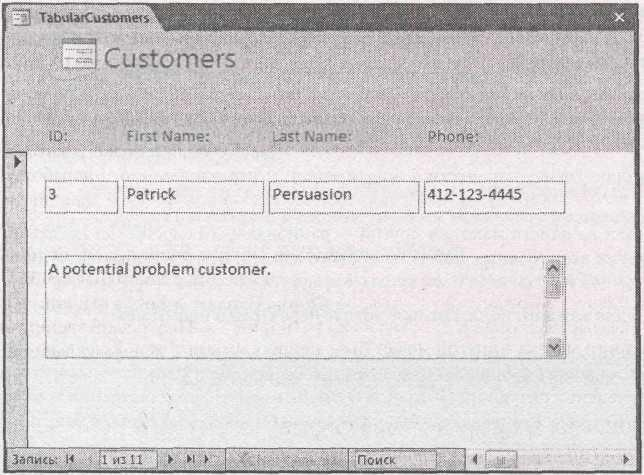 TabularCustomers
Customers
ID: First Name: Last Name: Phone:
3 Patrick Persuasion 412-123-4445
A potential problem customer.
Запись: 1 из 11 Поиск